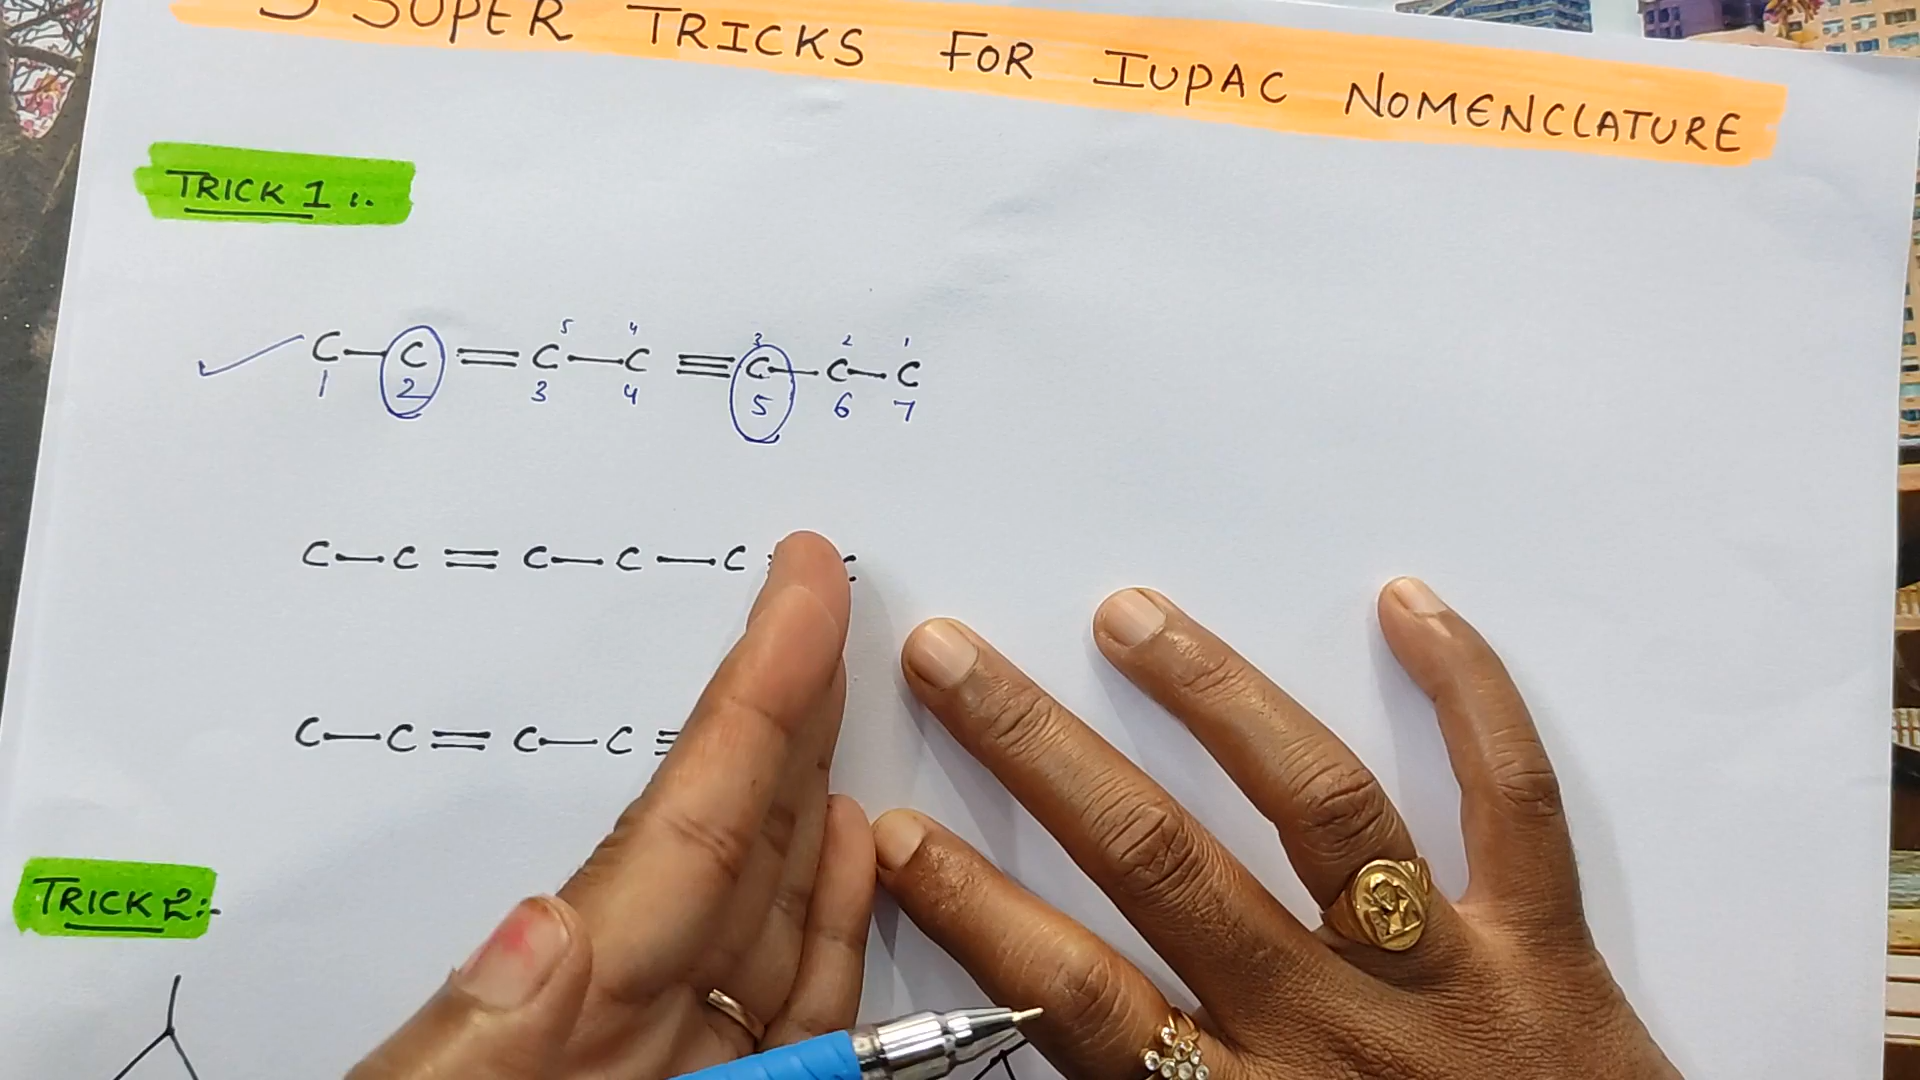 SUPER TRICKS FOR IUPAC NOMENCLATURE
TRICK 1:.
5 4 3 2 1
C—C=C—C≡C—C—C
1 2 3 4 5 6 7
C—C=C—C—C
C—C=C—C≡
TRICK 2:-